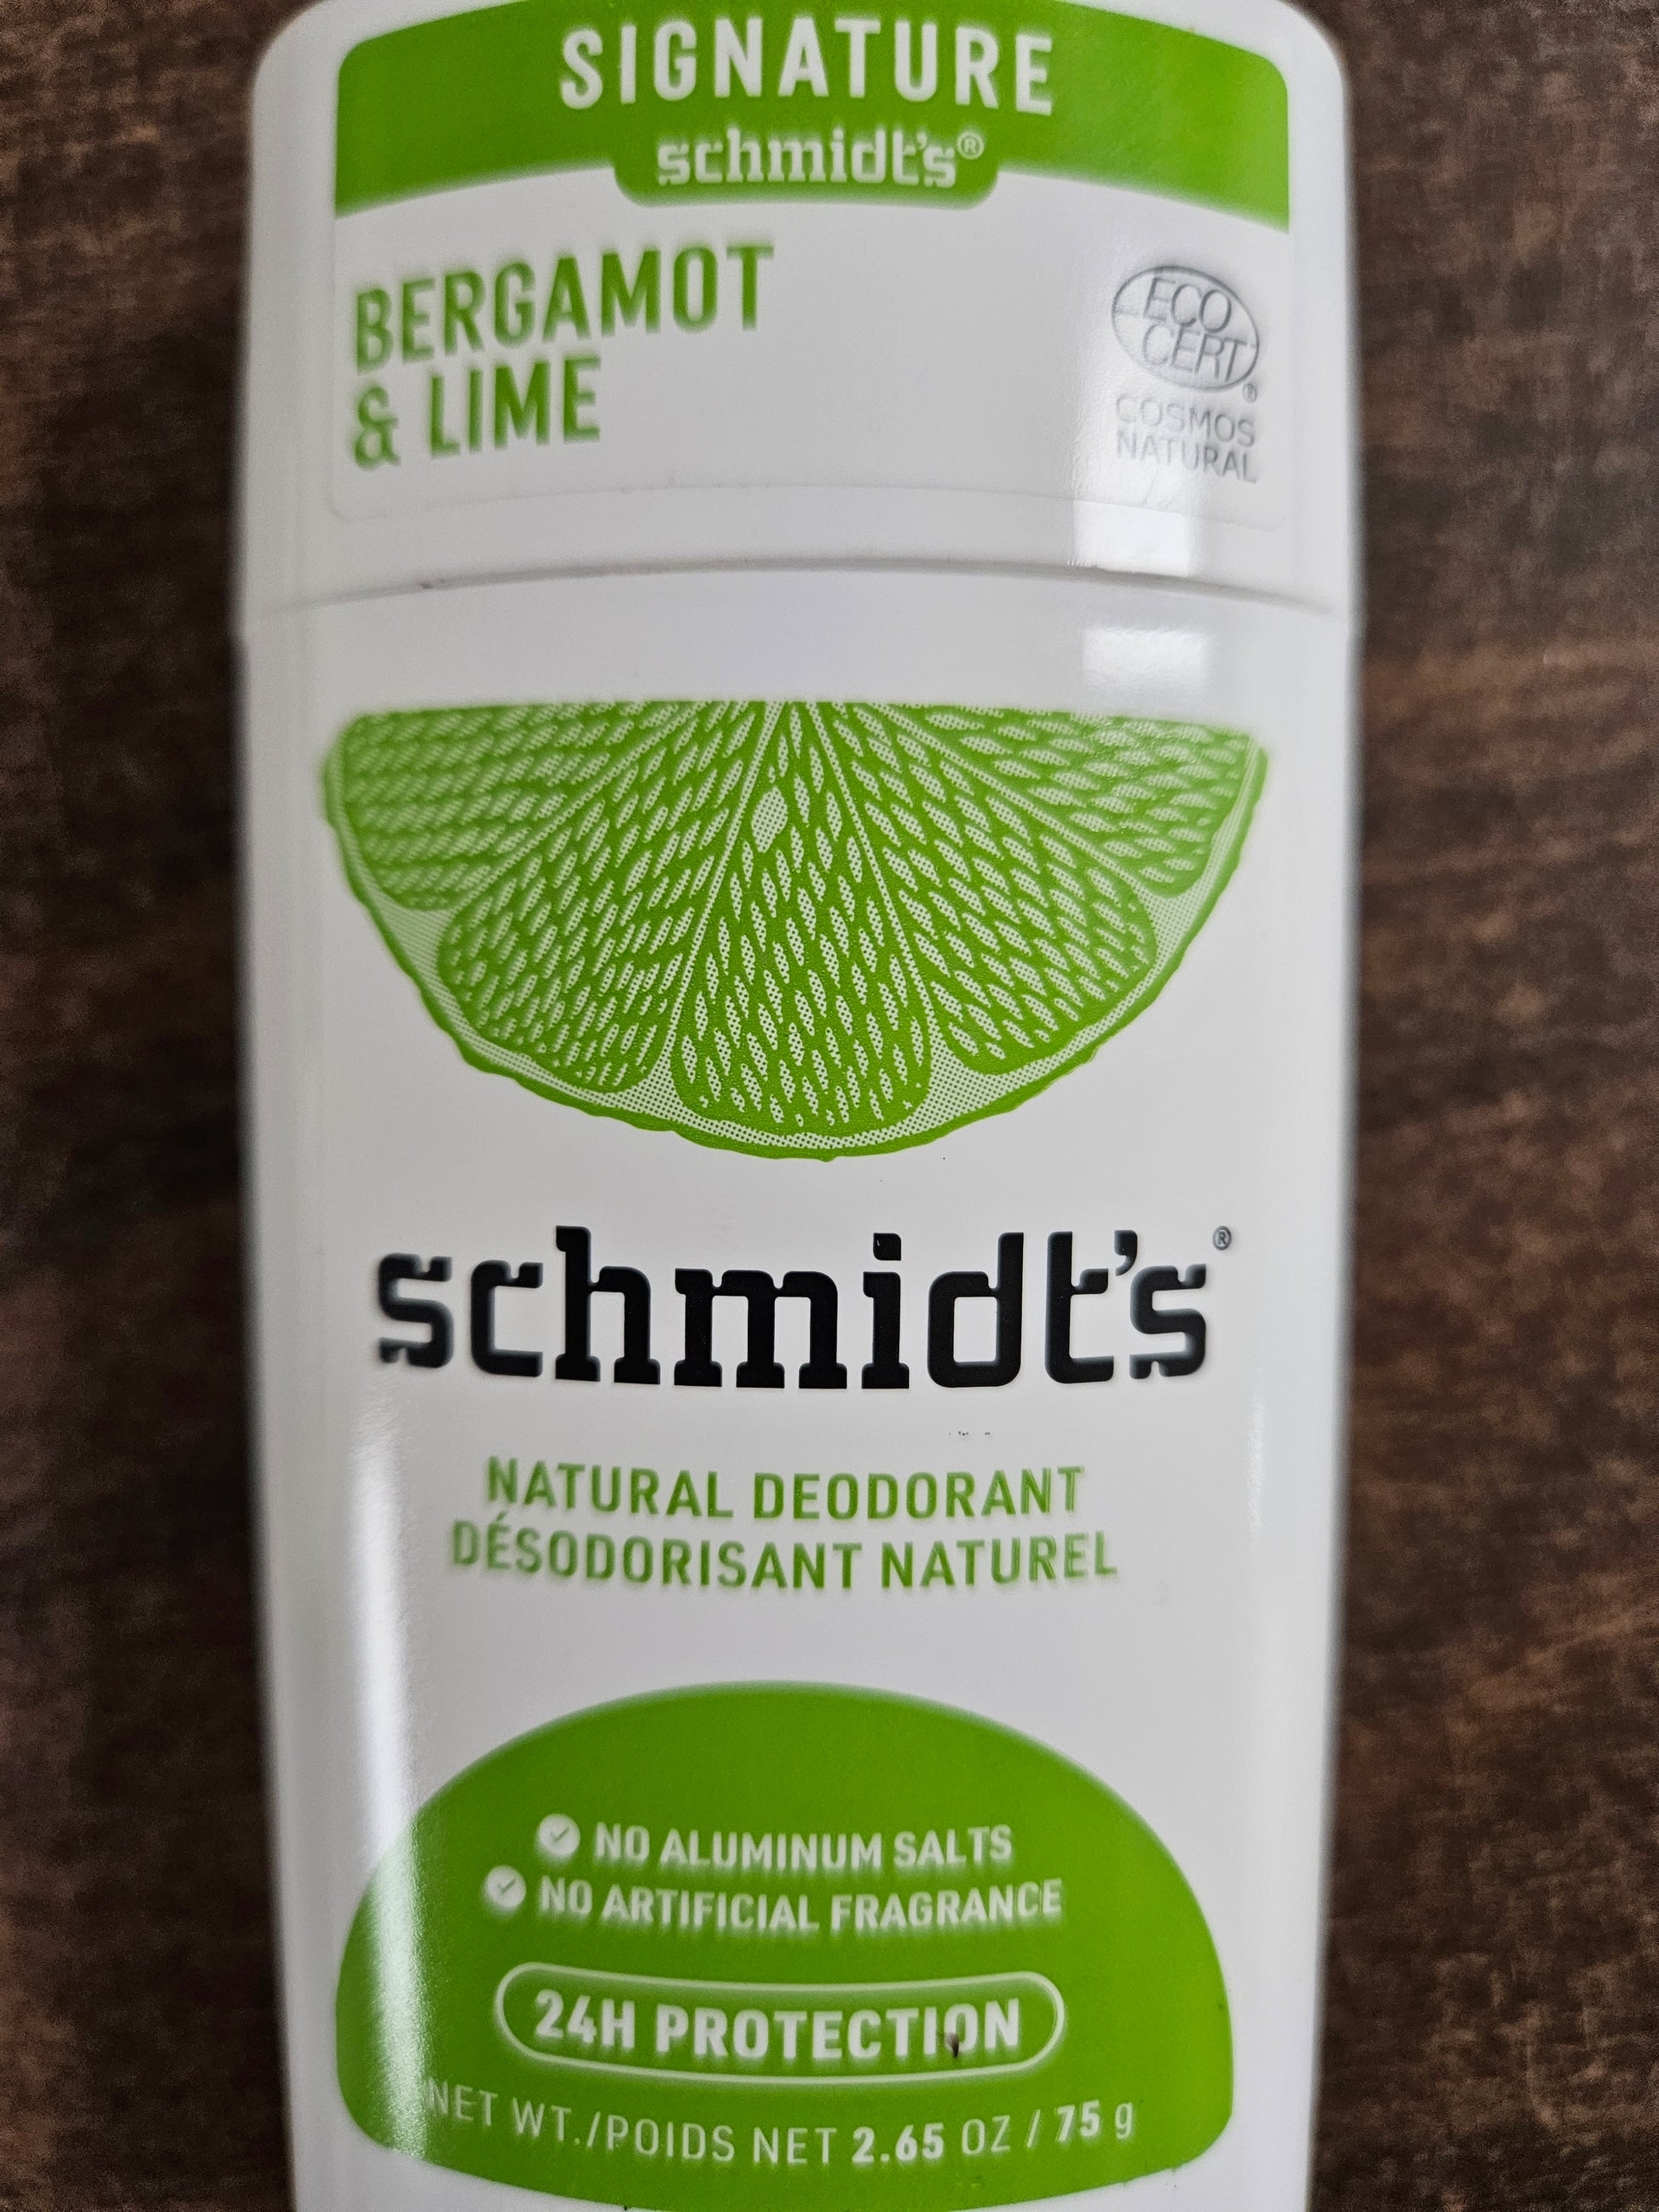 SIGNATURE
schmidt's®
BERGAMOT
& LIME
ECO
CERT
®
COSMOS
NATURAL
schmidt's®
NATURAL DEODORANT
DÉSODORISANT NATUREL
NO ALUMINUM SALTS
NO ARTIFICIAL FRAGRANCE
24H PROTECTION
NET WT./POIDS NET 2.65 OZ / 75 g